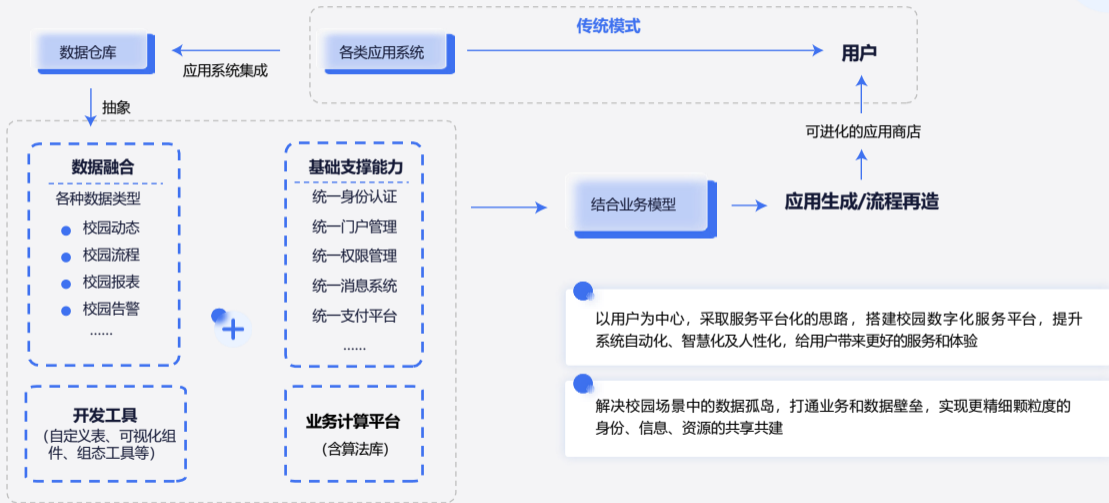 传统模式
数据仓库
应用系统集成
各类应用系统
用户
抽象
可进化的应用商店
数据融合
各种数据类型
校园动态
校园流程
校园报表
校园告警
......
基础支撑能力
统一身份认证
统一门户管理
统一权限管理
统一消息系统
统一支付平台
......
结合业务模型
应用生成/流程再造
开发工具
（自定义表、可视化组
件、组态工具等）
业务计算平台
（含算法库）
以用户为中心，采取服务平台化的思路，搭建校园数字化服务平台，提升
系统自动化、智慧化及人性化，给用户带来更好的服务和体验
解决校园场景中的数据孤岛，打通业务和数据壁垒，实现更精细颗粒度的
身份、信息、资源的共享共建